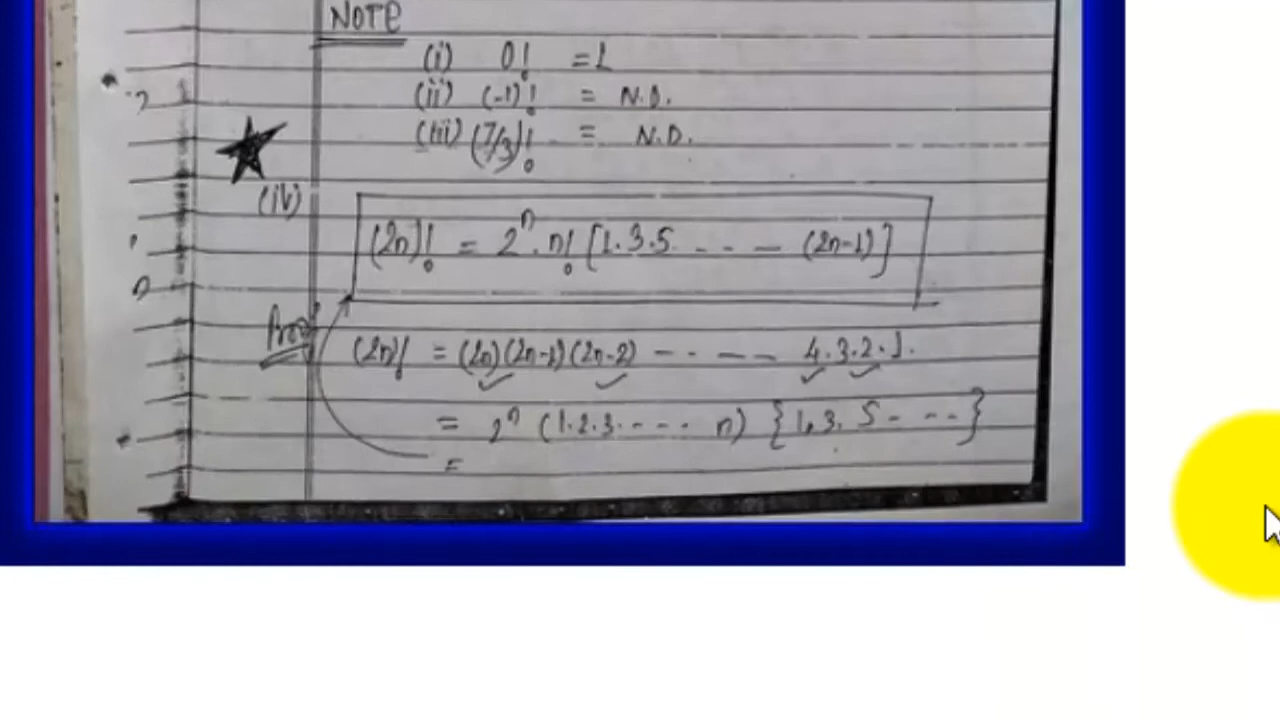 NOTE
(i) 0! = 1
(ii) (-1)! = N.D.
(iii) (7/3)! = N.D.
(iv) (2n)! = 2ⁿ. n! [1.3.5 - - - (2n-1)]
Proof (2n)! = (2n)(2n-1)(2n-2) - - - - 4.3.2.1.
= 2ⁿ (1.2.3. - - - - n) {1.3.5 - - - -}
=